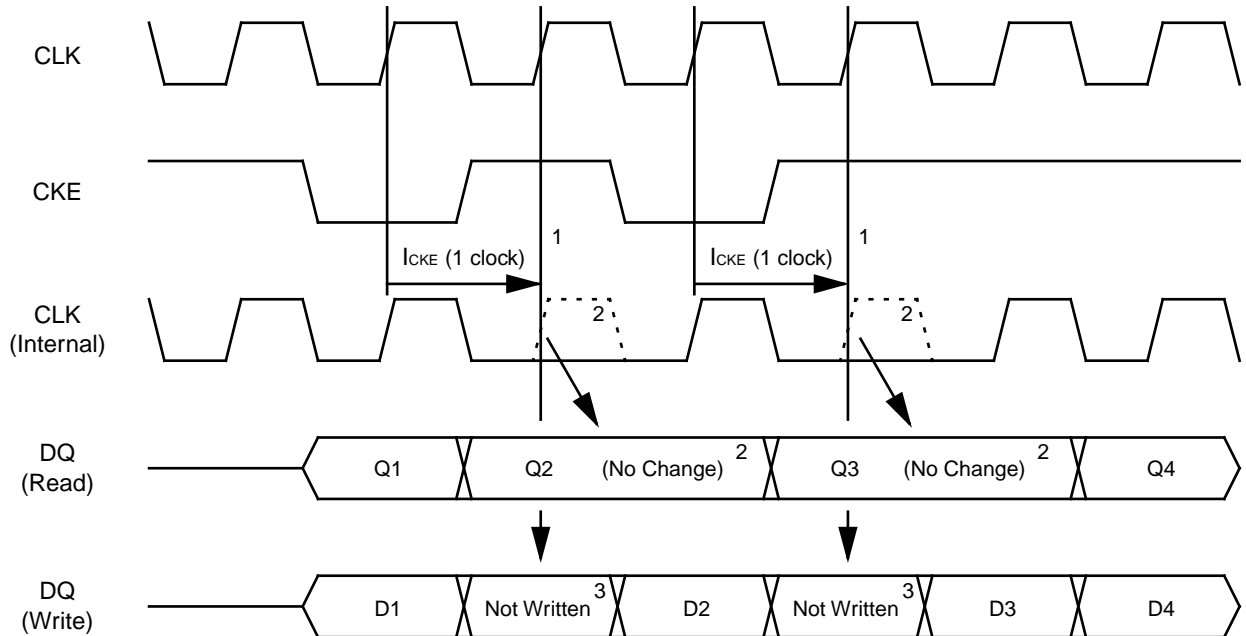 CLK
CKE
1 1
ICKE (1 clock) ICKE (1 clock)
CLK
(Internal)
2 2
DQ
(Read)
Q1 Q2 (No Change) 2 Q3 (No Change) 2 Q4
DQ
(Write)
D1 Not Written 3 D2 Not Written 3 D3 D4